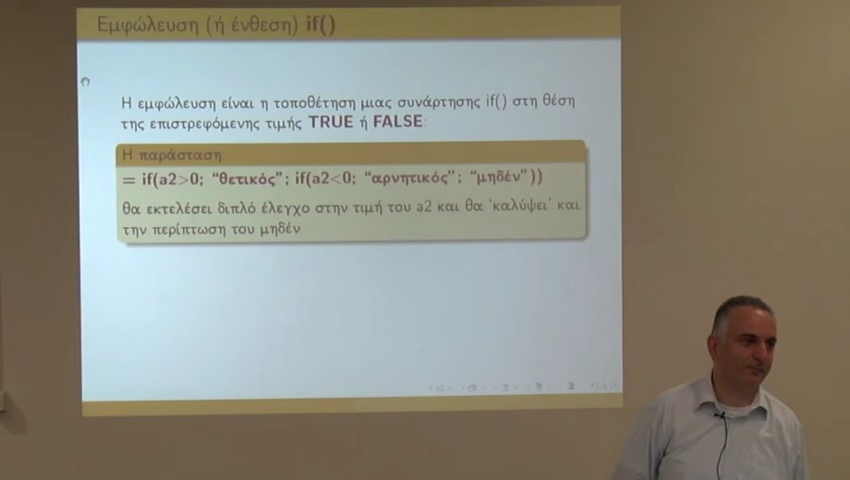 Εμφώλευση (ή ένθεση) if()
Η εμφώλευση είναι η τοποθέτηση μιας συνάρτησης if() στη θέση
της επιστρεφόμενης τιμής TRUE ή FALSE:
Η παράσταση:
= if(a2>0; “θετικός”; if(a2<0; “αρνητικός”; “μηδέν”))
θα εκτελέσει διπλό έλεγχο στην τιμή του a2 και θα ‘καλύψει’ και
την περίπτωση του μηδέν